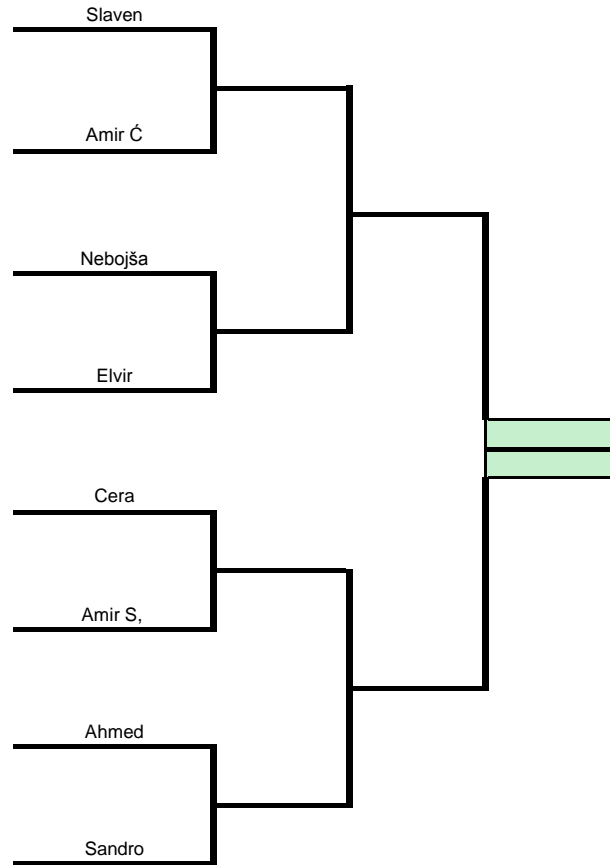 Slaven
Amir Ć
Nebojša
Elvir
Cera
Amir S,
Ahmed
Sandro